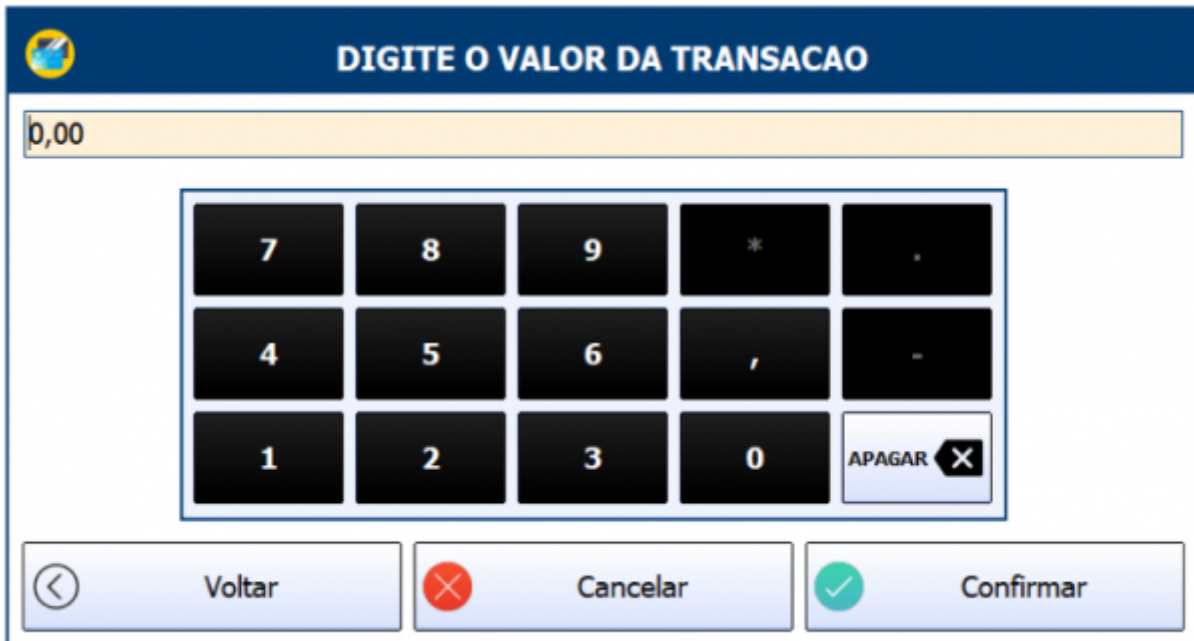 DIGITE O VALOR DA TRANSACAO
0,00
7 8 9 * .
4 5 6 , -
1 2 3 0 APAGAR
Voltar Cancelar Confirmar